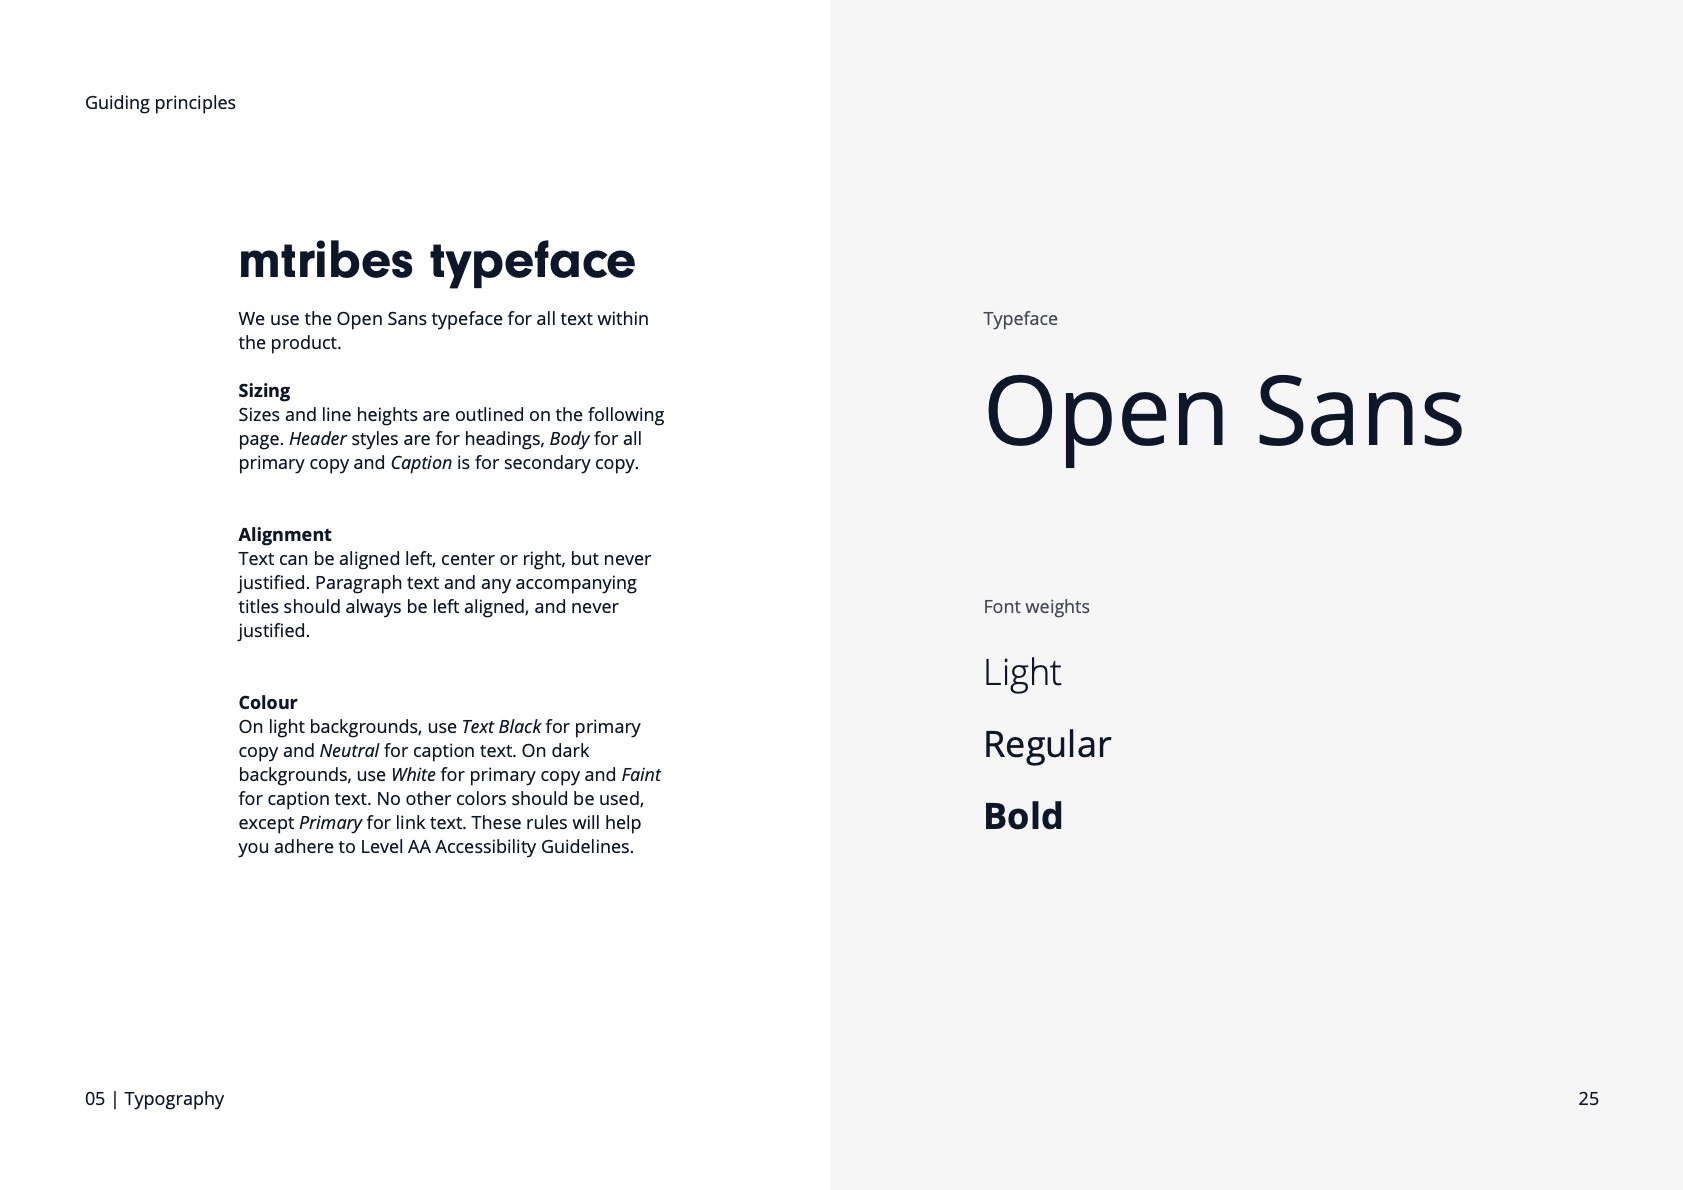 Guiding principles
mtribes typeface
We use the Open Sans typeface for all text within
the product.
Sizing
Sizes and line heights are outlined on the following
page. Header styles are for headings, Body for all
primary copy and Caption is for secondary copy.
Alignment
Text can be aligned left, center or right, but never
justified. Paragraph text and any accompanying
titles should always be left aligned, and never
justified.
Colour
On light backgrounds, use Text Black for primary
copy and Neutral for caption text. On dark
backgrounds, use White for primary copy and Faint
for caption text. No other colors should be used,
except Primary for link text. These rules will help
you adhere to Level AA Accessibility Guidelines.
05 | Typography
Typeface
Open Sans
Font weights
Light
Regular
Bold
25